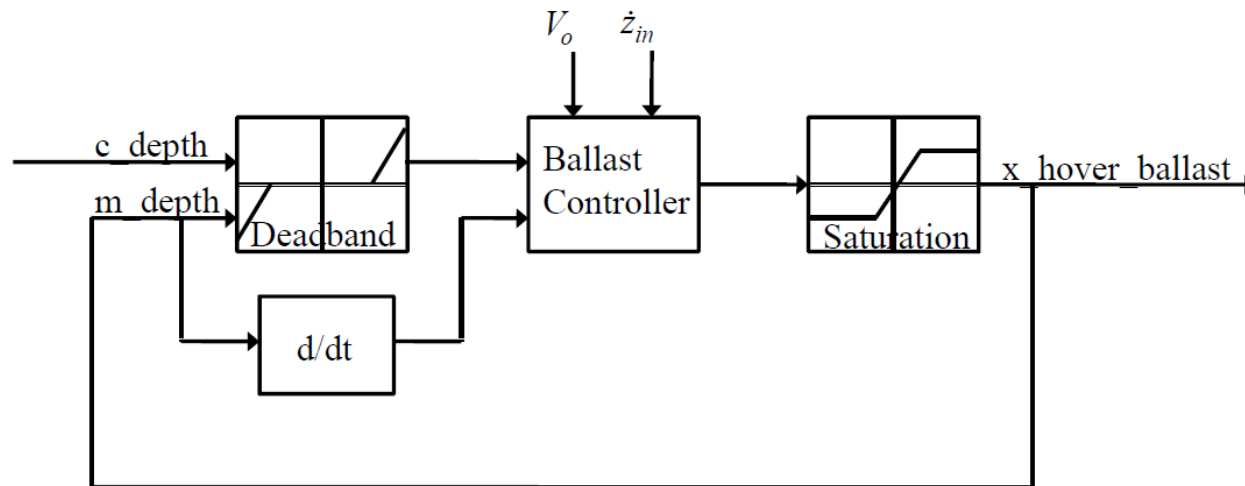 V_o
ż_in
c_depth
m_depth
Deadband
Ballast
Controller
Saturation
x_hover_ballast
d/dt